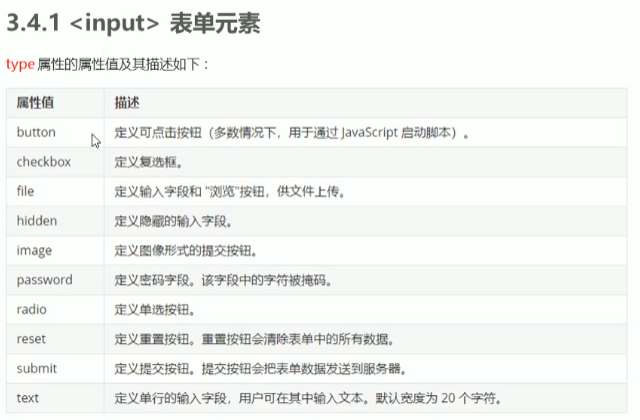 3.4.1 <input> 表单元素
type 属性的属性值及其描述如下：
属性值 描述
button 定义可点击按钮（多数情况下，用于通过 JavaScript 启动脚本）。
checkbox 定义复选框。
file 定义输入字段和 "浏览"按钮，供文件上传。
hidden 定义隐藏的输入字段。
image 定义图像形式的提交按钮。
password 定义密码字段。该字段中的字符被掩码。
radio 定义单选按钮。
reset 定义重置按钮。重置按钮会清除表单中的所有数据。
submit 定义提交按钮。提交按钮会把表单数据发送到服务器。
text 定义单行的输入字段，用户可在其中输入文本。默认宽度为 20 个字符。